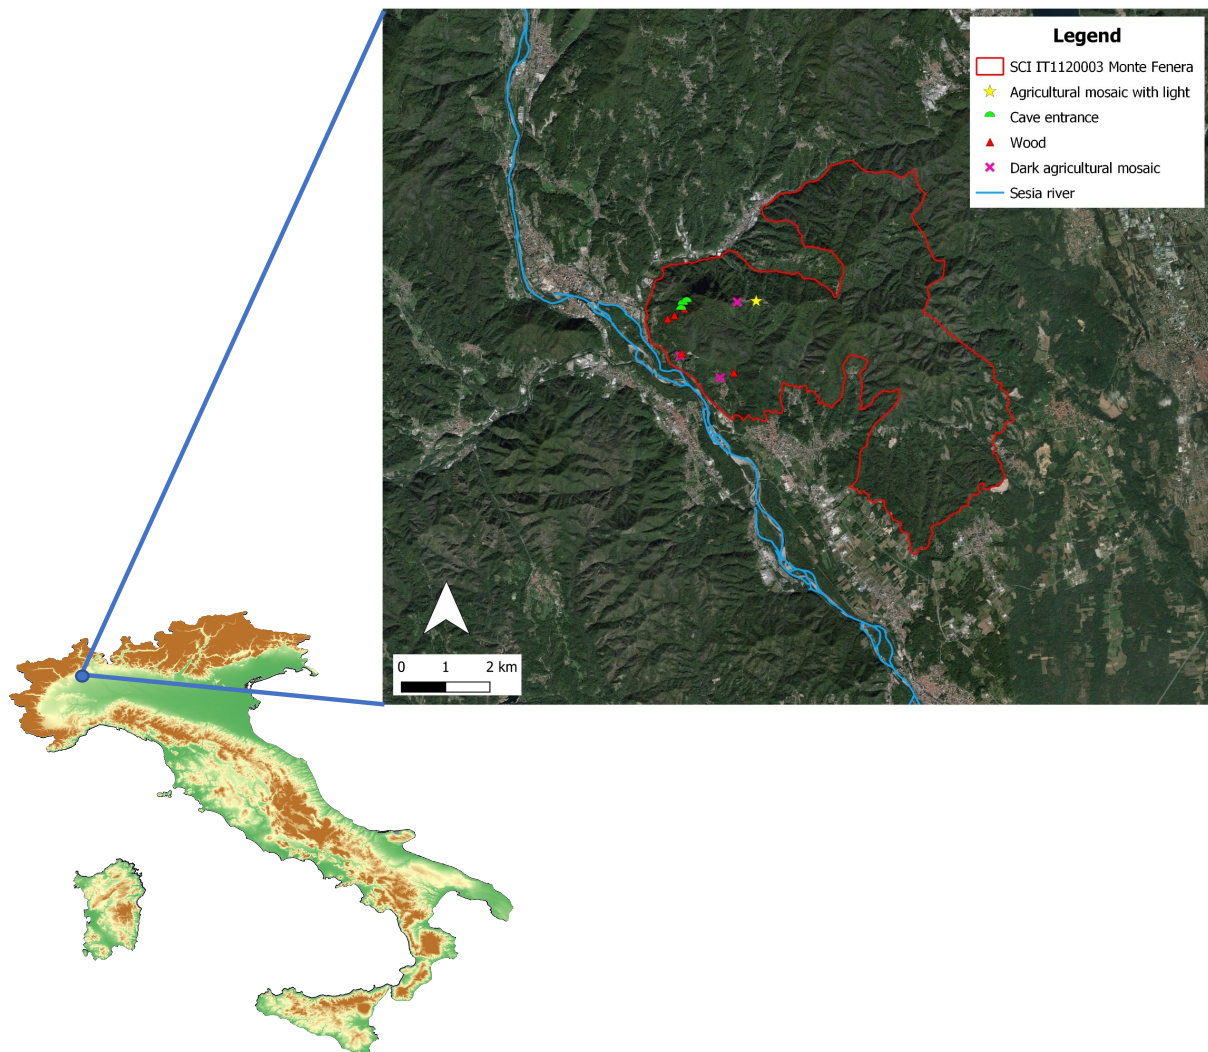 Legend
SCI IT1120003 Monte Fenera
Agricultural mosaic with light
Cave entrance
Wood
Dark agricultural mosaic
Sesia river
0 1 2 km